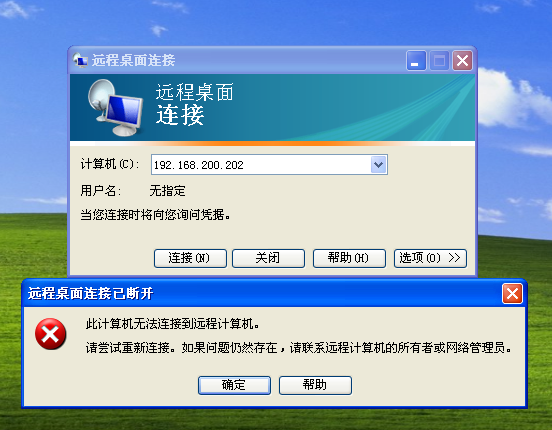 远程桌面连接
远程桌面
连接
计算机(C): 192.168.200.202
用户名: 无指定
当您连接时将向您询问凭据。
连接(N) 关闭 帮助(H) 选项(O) >>
远程桌面连接已断开
此计算机无法连接到远程计算机。
请尝试重新连接。如果问题仍然存在，请联系远程计算机的所有者或网络管理员。
确定 帮助